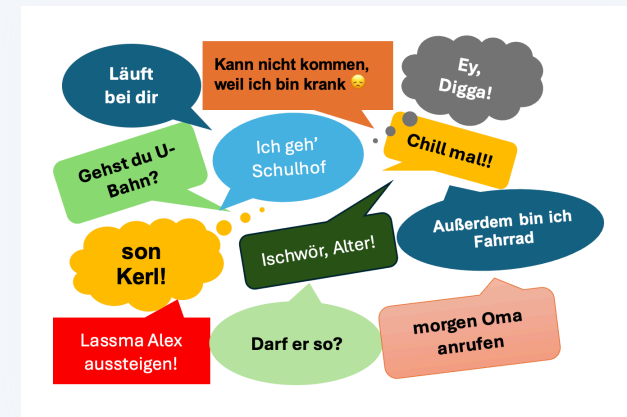 Läuft
bei dir
Kann nicht kommen,
weil ich bin krank 😞
Ey,
Digga!
Gehst du U-
Bahn?
Ich geh’
Schulhof
Chill mal!!
son
Kerl!
Ischwör, Alter!
Außerdem bin ich
Fahrrad
Lassma Alex
aussteigen!
Darf er so?
morgen Oma
anrufen